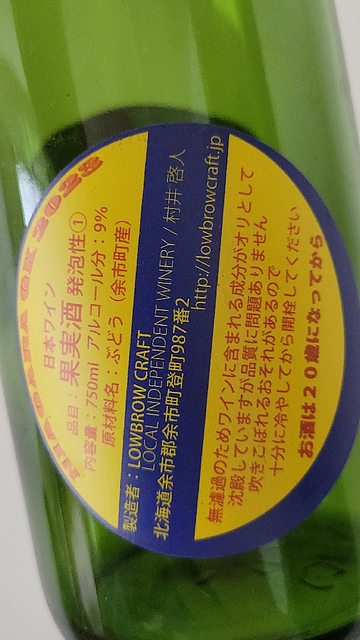 日本ワイン
品目：果実酒 発泡性①
内容量：750ml アルコール分：9%
原材料名：ぶどう（余市町産）
製造者：LOWBROW CRAFT
LOCAL INDEPENDENT WINERY / 村井 啓人
北海道余市郡余市町登町987番2
http://lowbrowcraft.jp
無濾過のためワインに含まれる成分がオリとして
沈殿していますが品質に問題ありません
吹きこぼれるおそれがあるので
十分に冷やしてから開栓してください
お酒は２０歳になってから